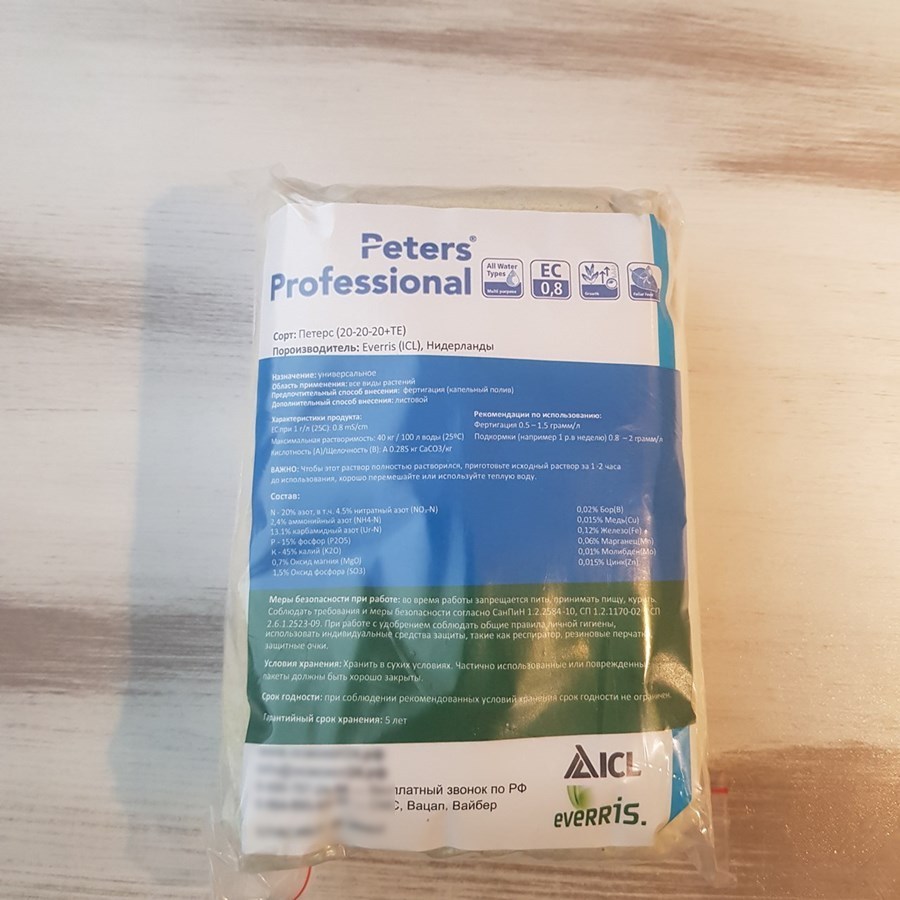 Peters®
Professional
All Water
Types
Multi purpose
EC
0,8
Growth
Сорт: Петерс (20-20-20+TE)
Пороизводитель: Everris (ICL), Нидерланды
Назначение: универсальное
Область применения: все виды растений
Предпочтительный способ внесения: фертигация (капельный полив)
Дополнительный способ внесения: листовой
Характеристики продукта:
EC при 1 г/л (25C): 0.8 mS/cm
Максимальная растворимость: 40 кг / 100 л воды (25ºC)
Кислотность (A)/Щелочность (B): A 0.285 кг CaCO3/кг
Рекомендации по использованию:
Фертигация 0.5 – 1.5 грамм/л
Подкормки (например 1 р.в неделю) 0.8 – 2 грамм/л
ВАЖНО: Чтобы этот раствор полностью растворился, приготовьте исходный раствор за 1-2 часа
до использования, хорошо перемешайте или используйте теплую воду.
Состав:
N - 20% азот, в т.ч. 4.5% нитратный азот (NO₃-N)
2,4% аммонийный азот (NH4-N)
13.1% карбамидный азот (Ur-N)
P - 15% фосфор (P2O5)
K - 45% калий (K2O)
0,7% Оксид магния (MgO)
1,5% Оксид фосфора (SO3)
0,02% Бор(B)
0,015% Медь(Cu)
0,12% Железо(Fe)
0,06% Марганец(Mn)
0,01% Молибден(Mo)
0,015% Цинк(Zn)
Меры безопасности при работе: во время работы запрещается пить, принимать пищу, курить.
Соблюдать требования и меры безопасности согласно СанПиН 1.2.2584-10, СП 1.2.1170-02, СП
2.6.1.2523-09. При работе с удобрением соблюдать общие правила личной гигиены,
использовать индивидуальные средства защиты, такие как респиратор, резиновые перчатки,
защитные очки.
Условия хранения: Хранить в сухих условиях. Частично использованные или поврежденные
пакеты должны быть хорошо закрыты.
Срок годности: при соблюдении рекомендованных условий хранения срок годности не ограничен.
Гарантийный срок хранения: 5 лет
платный звонок по РФ
С, Вацап, Вайбер
ICL
everris.